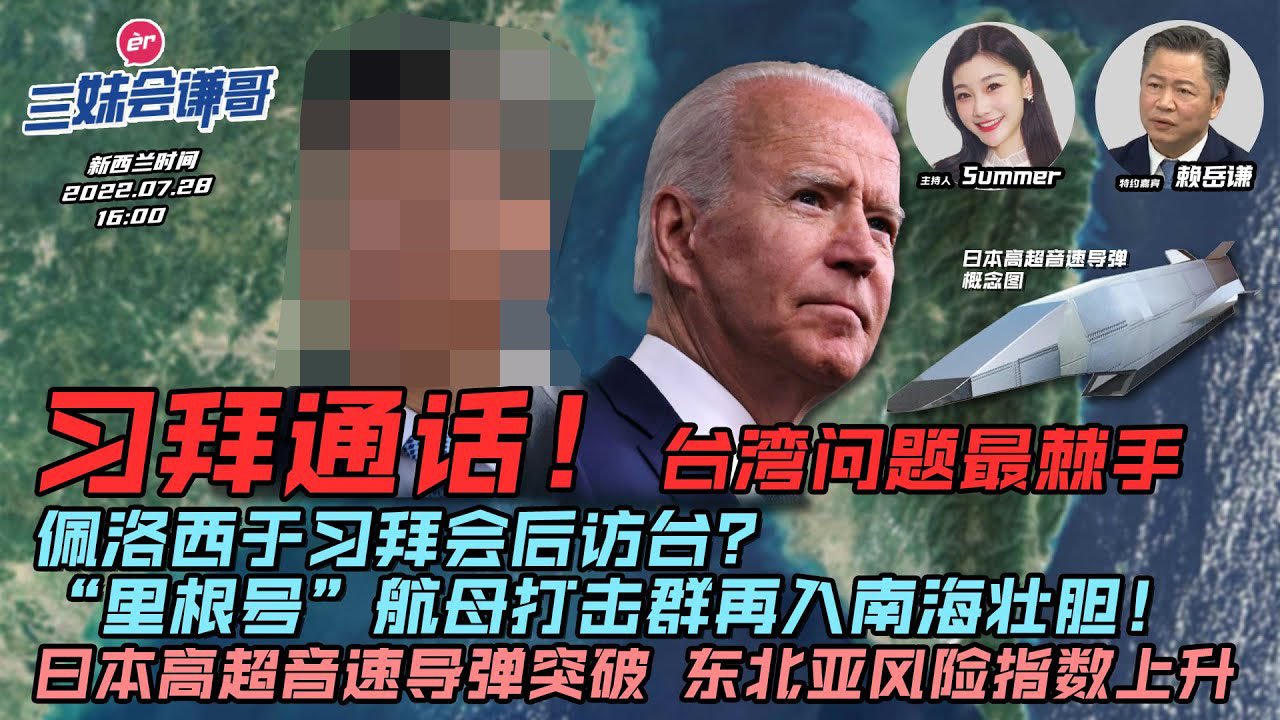 èr
三妹会谦哥
新西兰时间
2022.07.28
16:00
主持人 Summer
特约嘉宾 赖岳谦
日本高超音速导弹
概念图
习拜通话！台湾问题最棘手
佩洛西于习拜会后访台？
“里根号”航母打击群再入南海壮胆！
日本高超音速导弹突破 东北亚风险指数上升